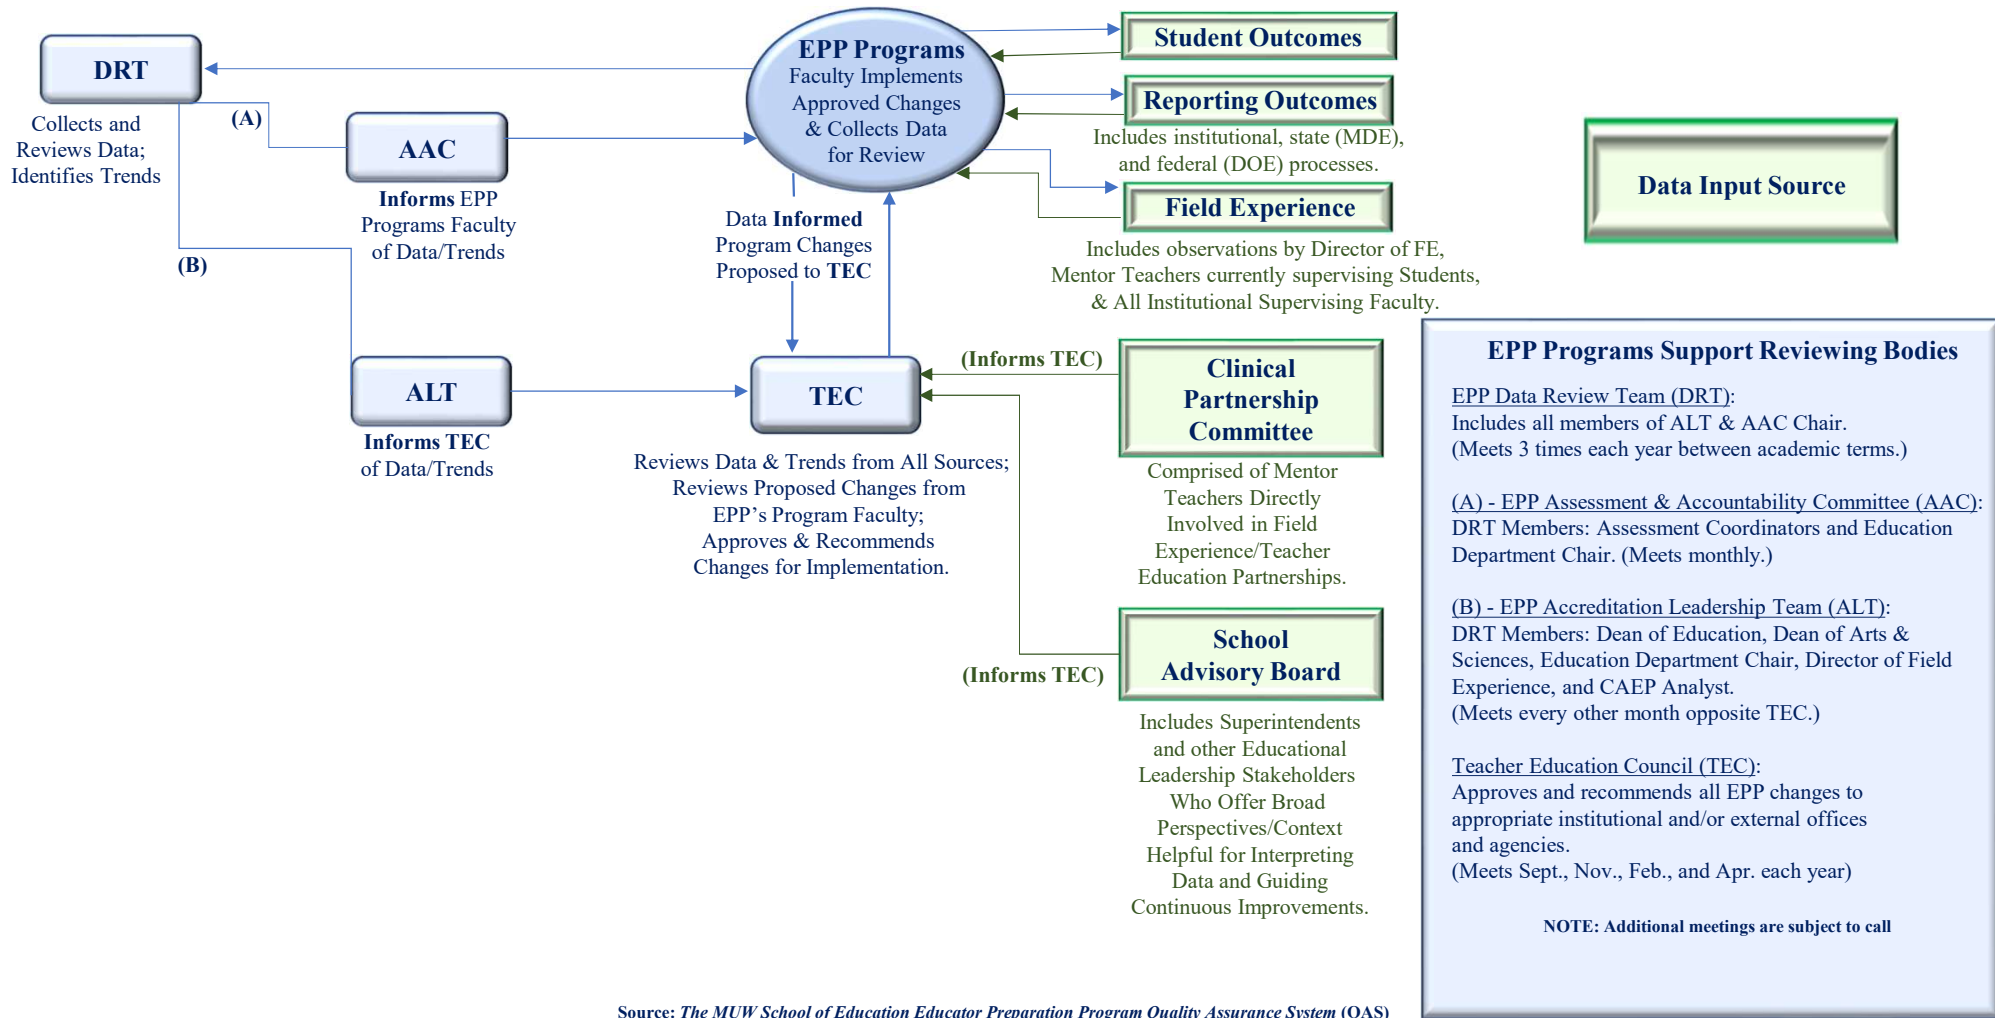 DRT
Collects and
Reviews Data;
Identifies Trends
(A)
(B)
AAC
Informs EPP
Programs Faculty
of Data/Trends
ALT
Informs TEC
of Data/Trends
EPP Programs
Faculty Implements
Approved Changes
& Collects Data
for Review
Data Informed
Program Changes
Proposed to TEC
TEC
Reviews Data & Trends from All Sources;
Reviews Proposed Changes from
EPP’s Program Faculty;
Approves & Recommends
Changes for Implementation.
Student Outcomes
Reporting Outcomes
Includes institutional, state (MDE),
and federal (DOE) processes.
Field Experience
Includes observations by Director of FE,
Mentor Teachers currently supervising Students,
& All Institutional Supervising Faculty.
(Informs TEC)
Clinical
Partnership
Committee
Comprised of Mentor
Teachers Directly
Involved in Field
Experience/Teacher
Education Partnerships.
(Informs TEC)
School
Advisory Board
Includes Superintendents
and other Educational
Leadership Stakeholders
Who Offer Broad
Perspectives/Context
Helpful for Interpreting
Data and Guiding
Continuous Improvements.
Data Input Source
EPP Programs Support Reviewing Bodies
EPP Data Review Team (DRT):
Includes all members of ALT & AAC Chair.
(Meets 3 times each year between academic terms.)
(A) - EPP Assessment & Accountability Committee (AAC):
DRT Members: Assessment Coordinators and Education
Department Chair. (Meets monthly.)
(B) - EPP Accreditation Leadership Team (ALT):
DRT Members: Dean of Education, Dean of Arts &
Sciences, Education Department Chair, Director of Field
Experience, and CAEP Analyst.
(Meets every other month opposite TEC.)
Teacher Education Council (TEC):
Approves and recommends all EPP changes to
appropriate institutional and/or external offices
and agencies.
(Meets Sept., Nov., Feb., and Apr. each year)
NOTE: Additional meetings are subject to call
Source: The MUW School of Education Educator Preparation Program Quality Assurance System (QAS)